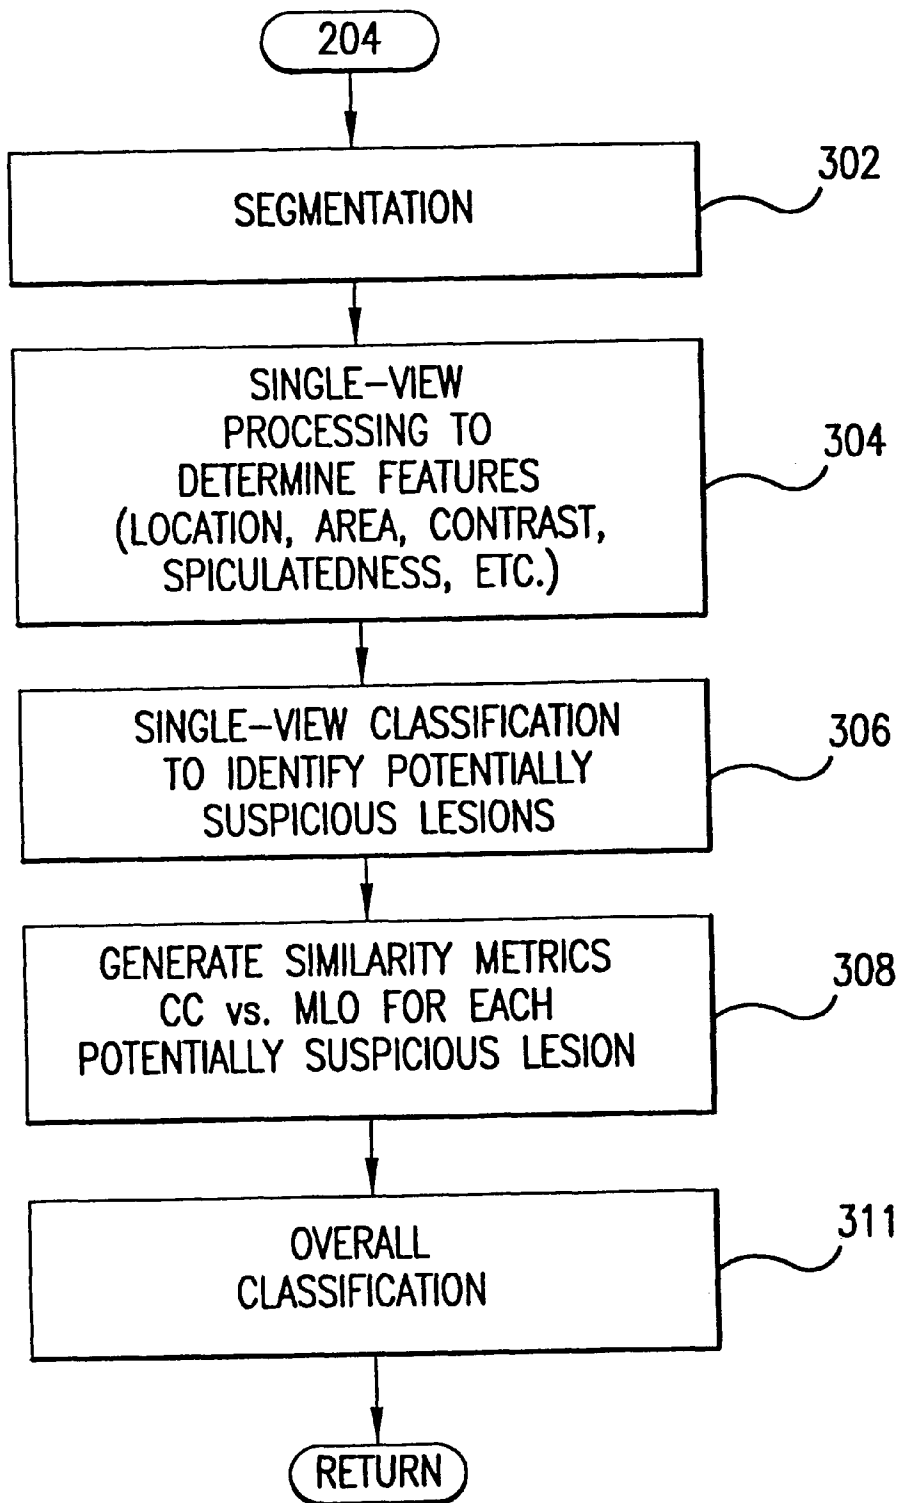 204
SEGMENTATION
302
SINGLE-VIEW
PROCESSING TO
DETERMINE FEATURES
(LOCATION, AREA, CONTRAST,
SPICULATEDNESS, ETC.)
304
SINGLE-VIEW CLASSIFICATION
TO IDENTIFY POTENTIALLY
SUSPICIOUS LESIONS
306
GENERATE SIMILARITY METRICS
CC vs. MLO FOR EACH
POTENTIALLY SUSPICIOUS LESION
308
OVERALL
CLASSIFICATION
311
RETURN